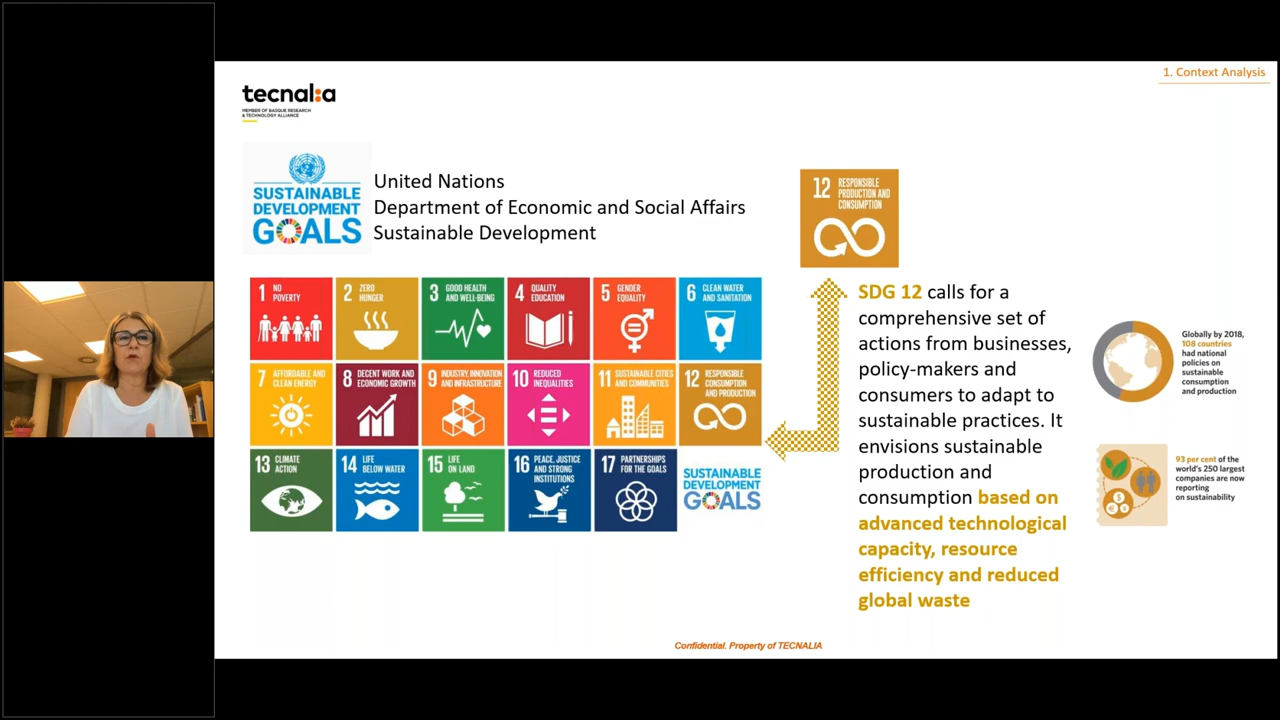 1. Context Analysis
tecnal:a
MEMBER OF BASQUE RESEARCH
& TECHNOLOGY ALLIANCE
SUSTAINABLE
DEVELOPMENT
GOALS
United Nations
Department of Economic and Social Affairs
Sustainable Development
1 NO
POVERTY
2 ZERO
HUNGER
3 GOOD HEALTH
AND WELL-BEING
4 QUALITY
EDUCATION
5 GENDER
EQUALITY
6 CLEAN WATER
AND SANITATION
7 AFFORDABLE AND
CLEAN ENERGY
8 DECENT WORK AND
ECONOMIC GROWTH
9 INDUSTRY, INNOVATION
AND INFRASTRUCTURE
10 REDUCED
INEQUALITIES
11 SUSTAINABLE CITIES
AND COMMUNITIES
12 RESPONSIBLE
CONSUMPTION
AND PRODUCTION
13 CLIMATE
ACTION
14 LIFE
BELOW WATER
15 LIFE
ON LAND
16 PEACE, JUSTICE
AND STRONG
INSTITUTIONS
17 PARTNERSHIPS
FOR THE GOALS
SUSTAINABLE
DEVELOPMENT
GOALS
12 RESPONSIBLE
PRODUCTION AND
CONSUMPTION
SDG 12 calls for a
comprehensive set of
actions from businesses,
policy-makers and
consumers to adapt to
sustainable practices. It
envisions sustainable
production and
consumption based on
advanced technological
capacity, resource
efficiency and reduced
global waste
Globally by 2018,
108 countries
had national
policies on
sustainable
consumption
and production
93 per cent of the
world's 250 largest
companies are now
reporting
on sustainability
Confidential. Property of TECNALIA